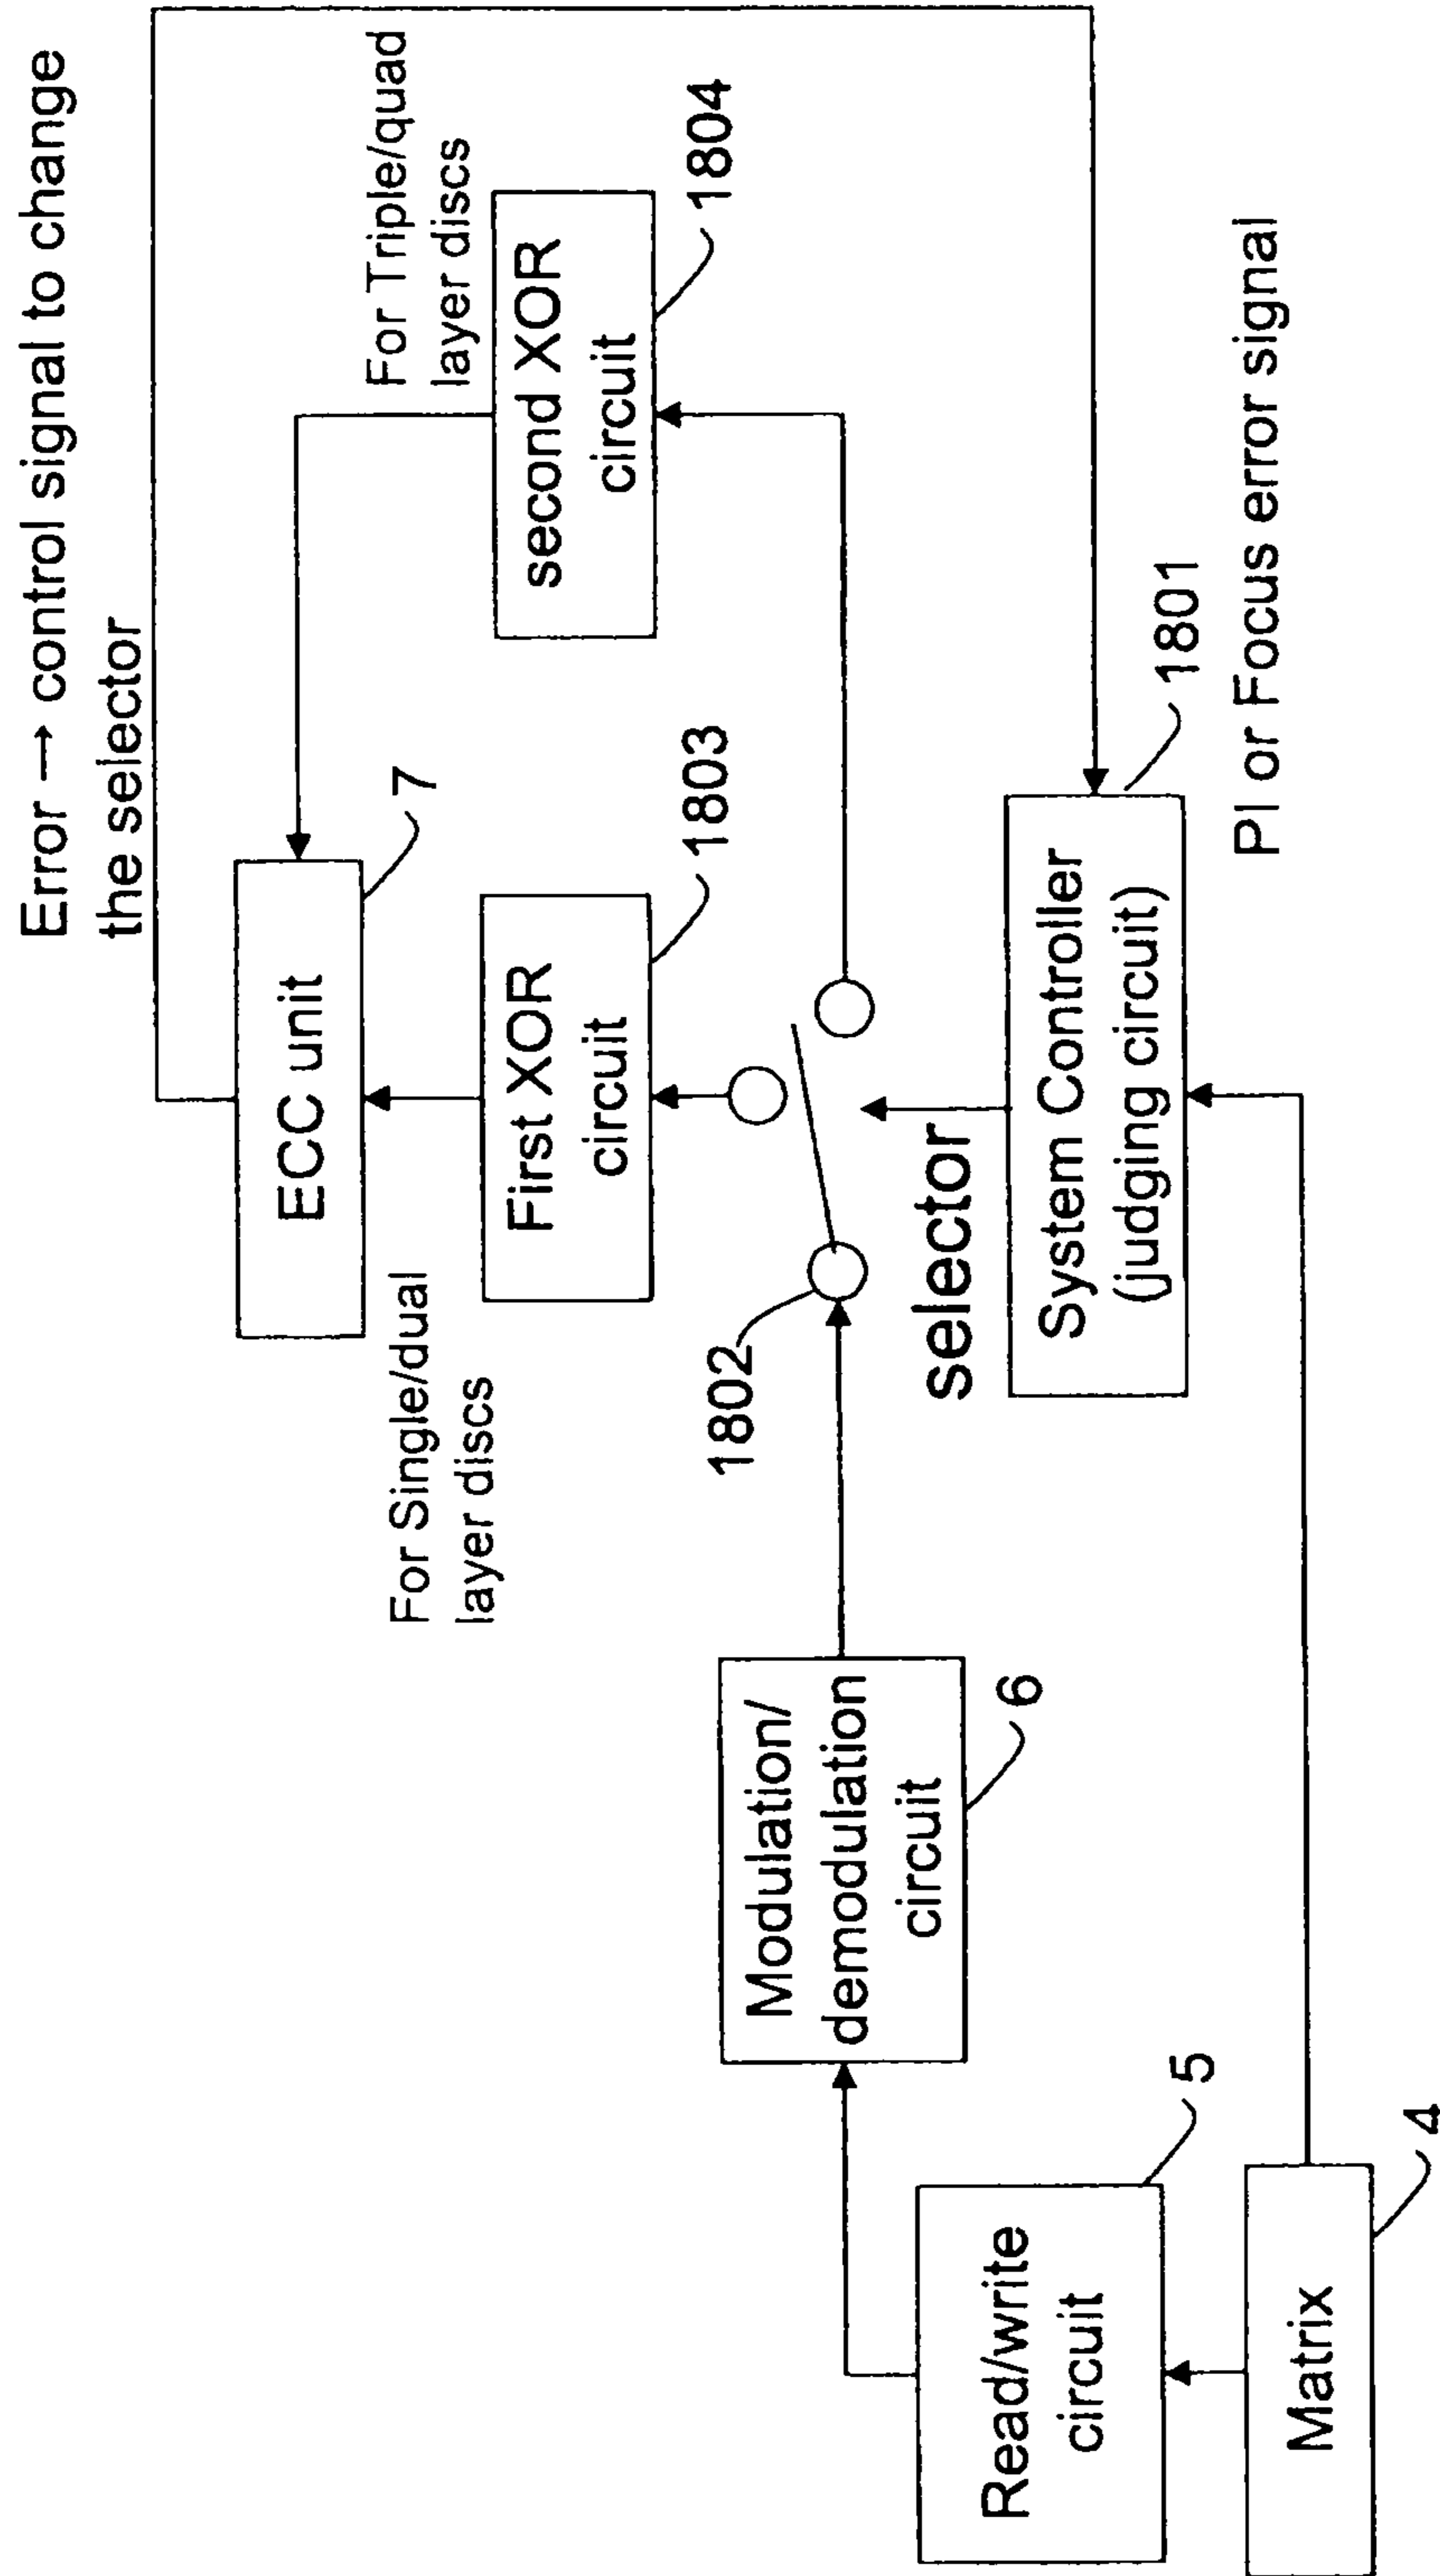 Error → control signal to change
the selector
For Triple/quad
layer discs
ECC unit
7
For Single/dual
layer discs
First XOR
circuit
1803
second XOR
circuit
1804
1802
selector
Modulation/
demodulation
circuit
6
Read/write
circuit
5
System Controller
(judging circuit)
1801
PI or Focus error signal
Matrix
4